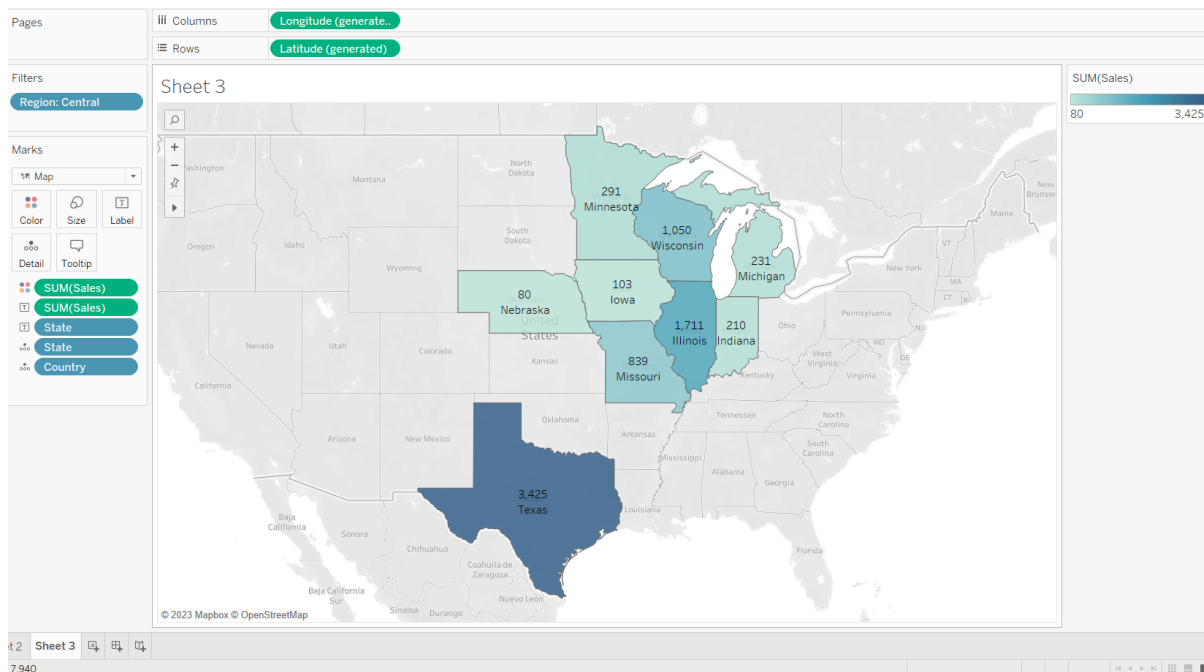 Pages
Columns
Longitude (generate..
Rows
Latitude (generated)
Filters
Region: Central
Marks
Map
Color
Size
Label
Detail
Tooltip
SUM(Sales)
SUM(Sales)
State
State
Country
Sheet 3
SUM(Sales)
80
3,425
North
Dakota
Montana
New
Brunsw
Maine
291
Minnesota
1,050
Wisconsin
231
Michigan
South
Dakota
Oregon
Idaho
Wyoming
VT
MA
CT
RI
New York
103
Iowa
80
Nebraska
United
States
1,711
Illinois
210
Indiana
Ohio
Pennsylvania
NJ
MD
DE
Nevada
Utah
Colorado
Kansas
839
Missouri
West
Virginia
Virginia
Kentucky
California
Arizona
New Mexico
Oklahoma
Arkansas
Tennessee
North
Carolina
South
Carolina
Mississippi
Alabama
Georgia
3,425
Texas
Louisiana
Florida
Baja
California
Sonora
Chihuahua
Coahuila de
Zaragoza
Baja California
Sur
Sinaloa
Durango
Nuevo León
© 2023 Mapbox © OpenStreetMap
Sheet 3
7,940